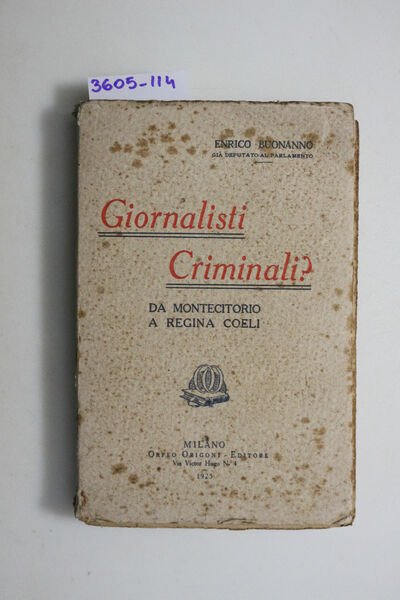 3605-114
ENRICO BUONANNO
GIÀ DEPUTATO AL PARLAMENTO
Giornalisti
Criminali?
DA MONTECITORIO
A REGINA COELI
MILANO
ORFEO ORIGONI - EDITORE
Via Victor Hugo N. 4
1925